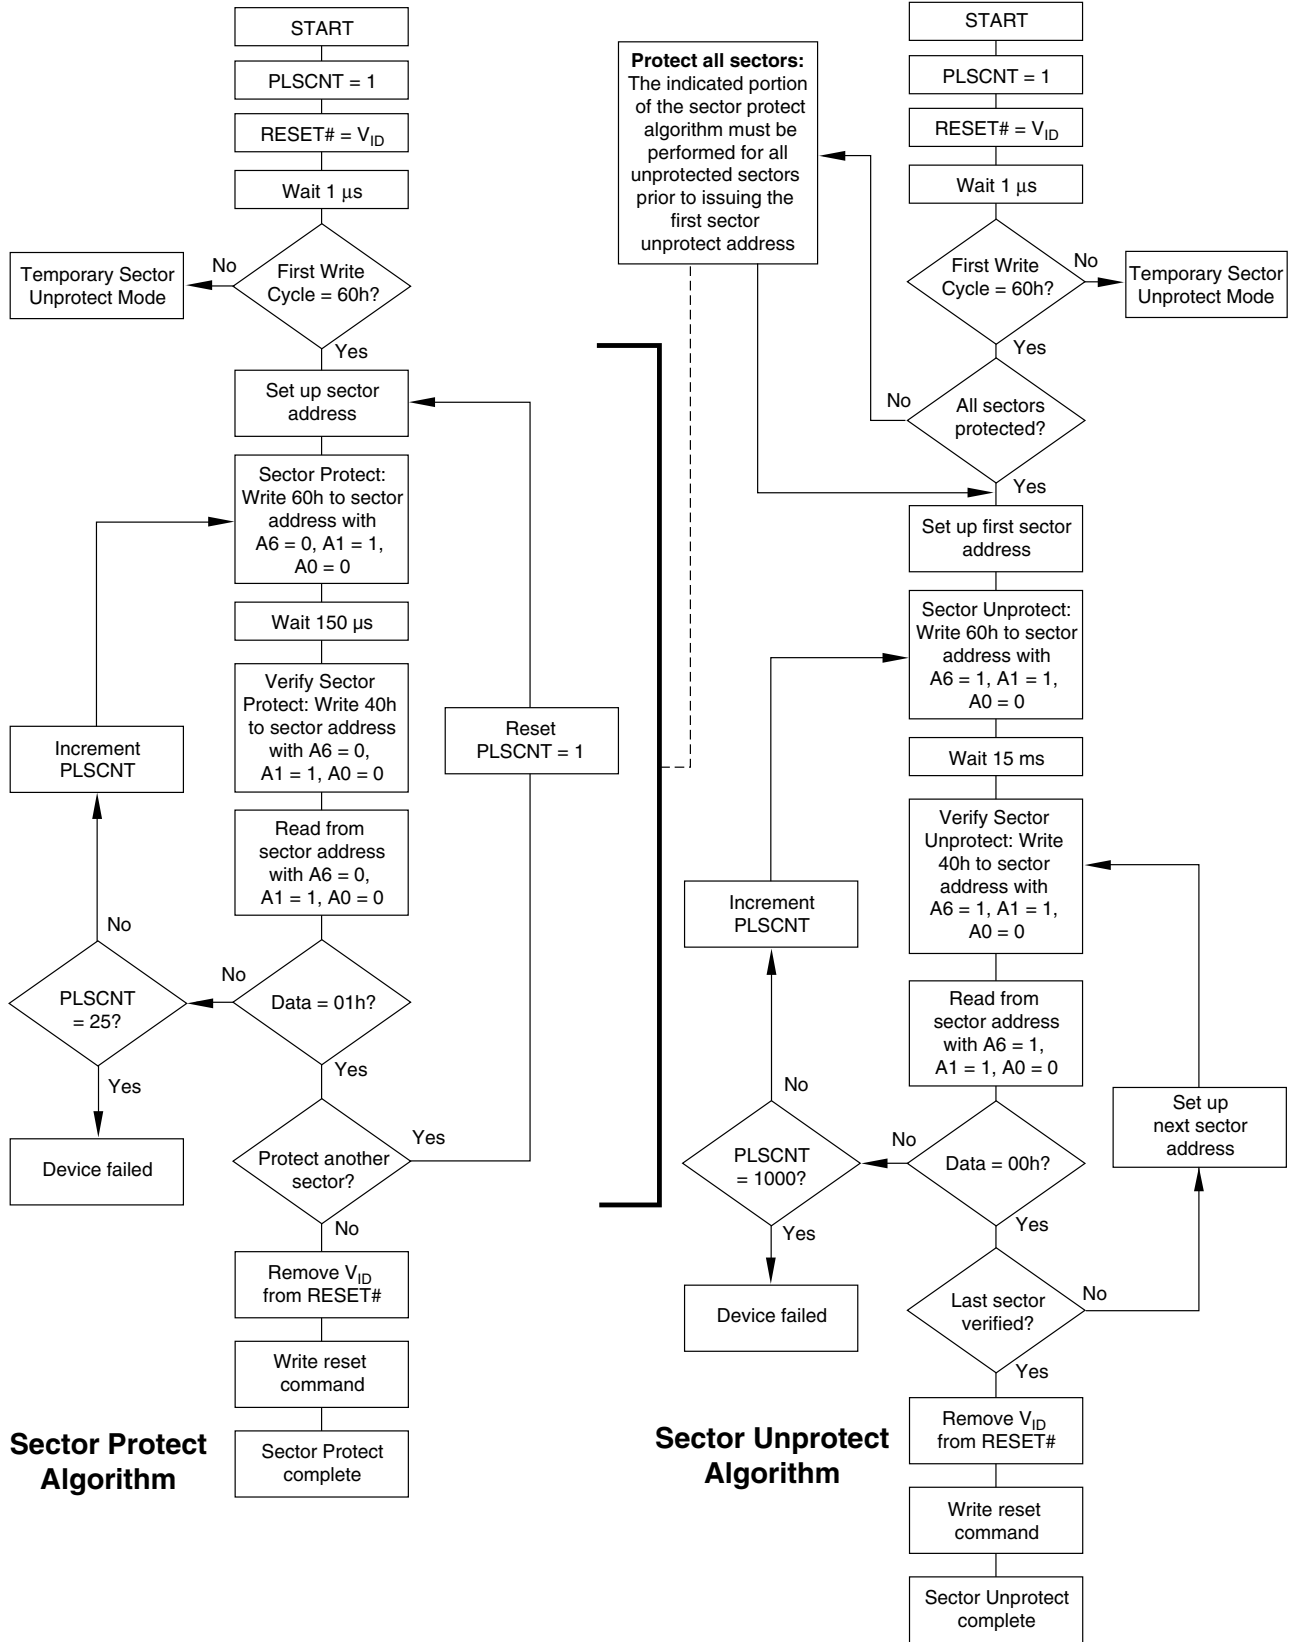 START
PLSCNT = 1
RESET# = VID
Wait 1 μs
First Write
Cycle = 60h?
No
Temporary Sector
Unprotect Mode
Yes
Set up sector
address
Sector Protect:
Write 60h to sector
address with
A6 = 0, A1 = 1,
A0 = 0
Wait 150 µs
Verify Sector
Protect: Write 40h
to sector address
with A6 = 0,
A1 = 1, A0 = 0
Reset
PLSCNT = 1
Increment
PLSCNT
Read from
sector address
with A6 = 0,
A1 = 1, A0 = 0
No
No
PLSCNT
= 25?
Data = 01h?
Yes
Yes
Device failed
Protect another
sector?
Yes
No
Remove VID
from RESET#
Write reset
command
Sector Protect
complete
Sector Protect
Algorithm
Protect all sectors:
The indicated portion
of the sector protect
algorithm must be
performed for all
unprotected sectors
prior to issuing the
first sector
unprotect address
START
PLSCNT = 1
RESET# = VID
Wait 1 μs
First Write
Cycle = 60h?
No
Temporary Sector
Unprotect Mode
Yes
No
All sectors
protected?
Yes
Set up first sector
address
Sector Unprotect:
Write 60h to sector
address with
A6 = 1, A1 = 1,
A0 = 0
Wait 15 ms
Verify Sector
Unprotect: Write
40h to sector
address with
A6 = 1, A1 = 1,
A0 = 0
Increment
PLSCNT
Read from
sector address
with A6 = 1,
A1 = 1, A0 = 0
No
No
PLSCNT
= 1000?
Data = 00h?
Set up
next sector
address
Yes
Yes
Device failed
Last sector
verified?
No
Yes
Remove VID
from RESET#
Write reset
command
Sector Unprotect
complete
Sector Unprotect
Algorithm